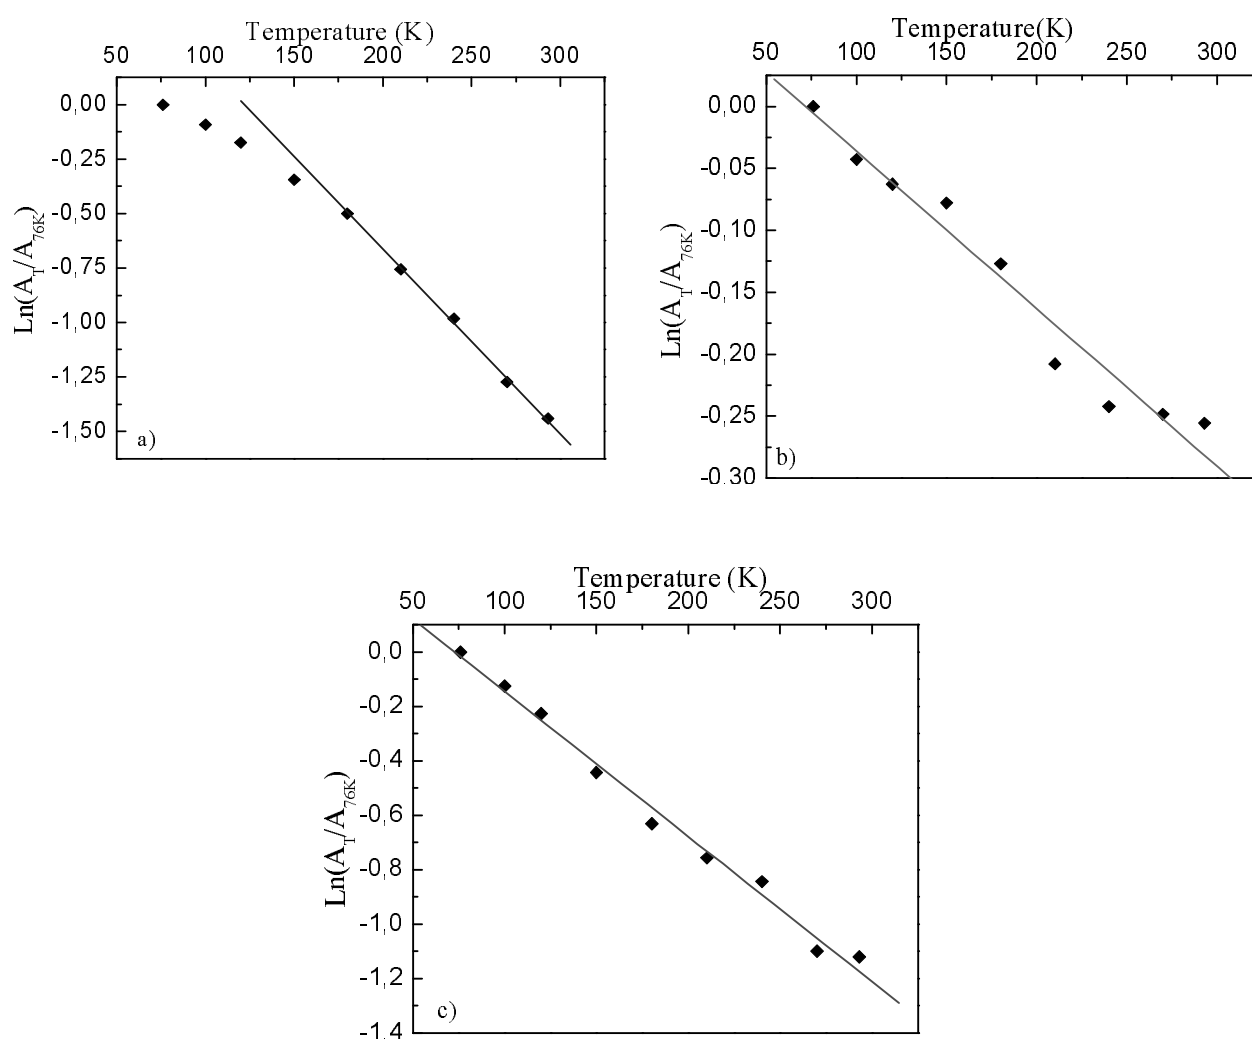 Temperature (K)
50 100 150 200 250 300
0,00
-0,25
-0,50
-0,75
-1,00
-1,25
-1,50
Ln(A_T/A_76K)
a)
Temperature(K)
50 100 150 200 250 300
0,00
-0,05
-0,10
-0,15
-0,20
-0,25
-0,30
Ln(A_T/A_76K)
b)
Temperature (K)
50 100 150 200 250 300
0,0
-0,2
-0,4
-0,6
-0,8
-1,0
-1,2
-1,4
Ln(A_T/A_76K)
c)